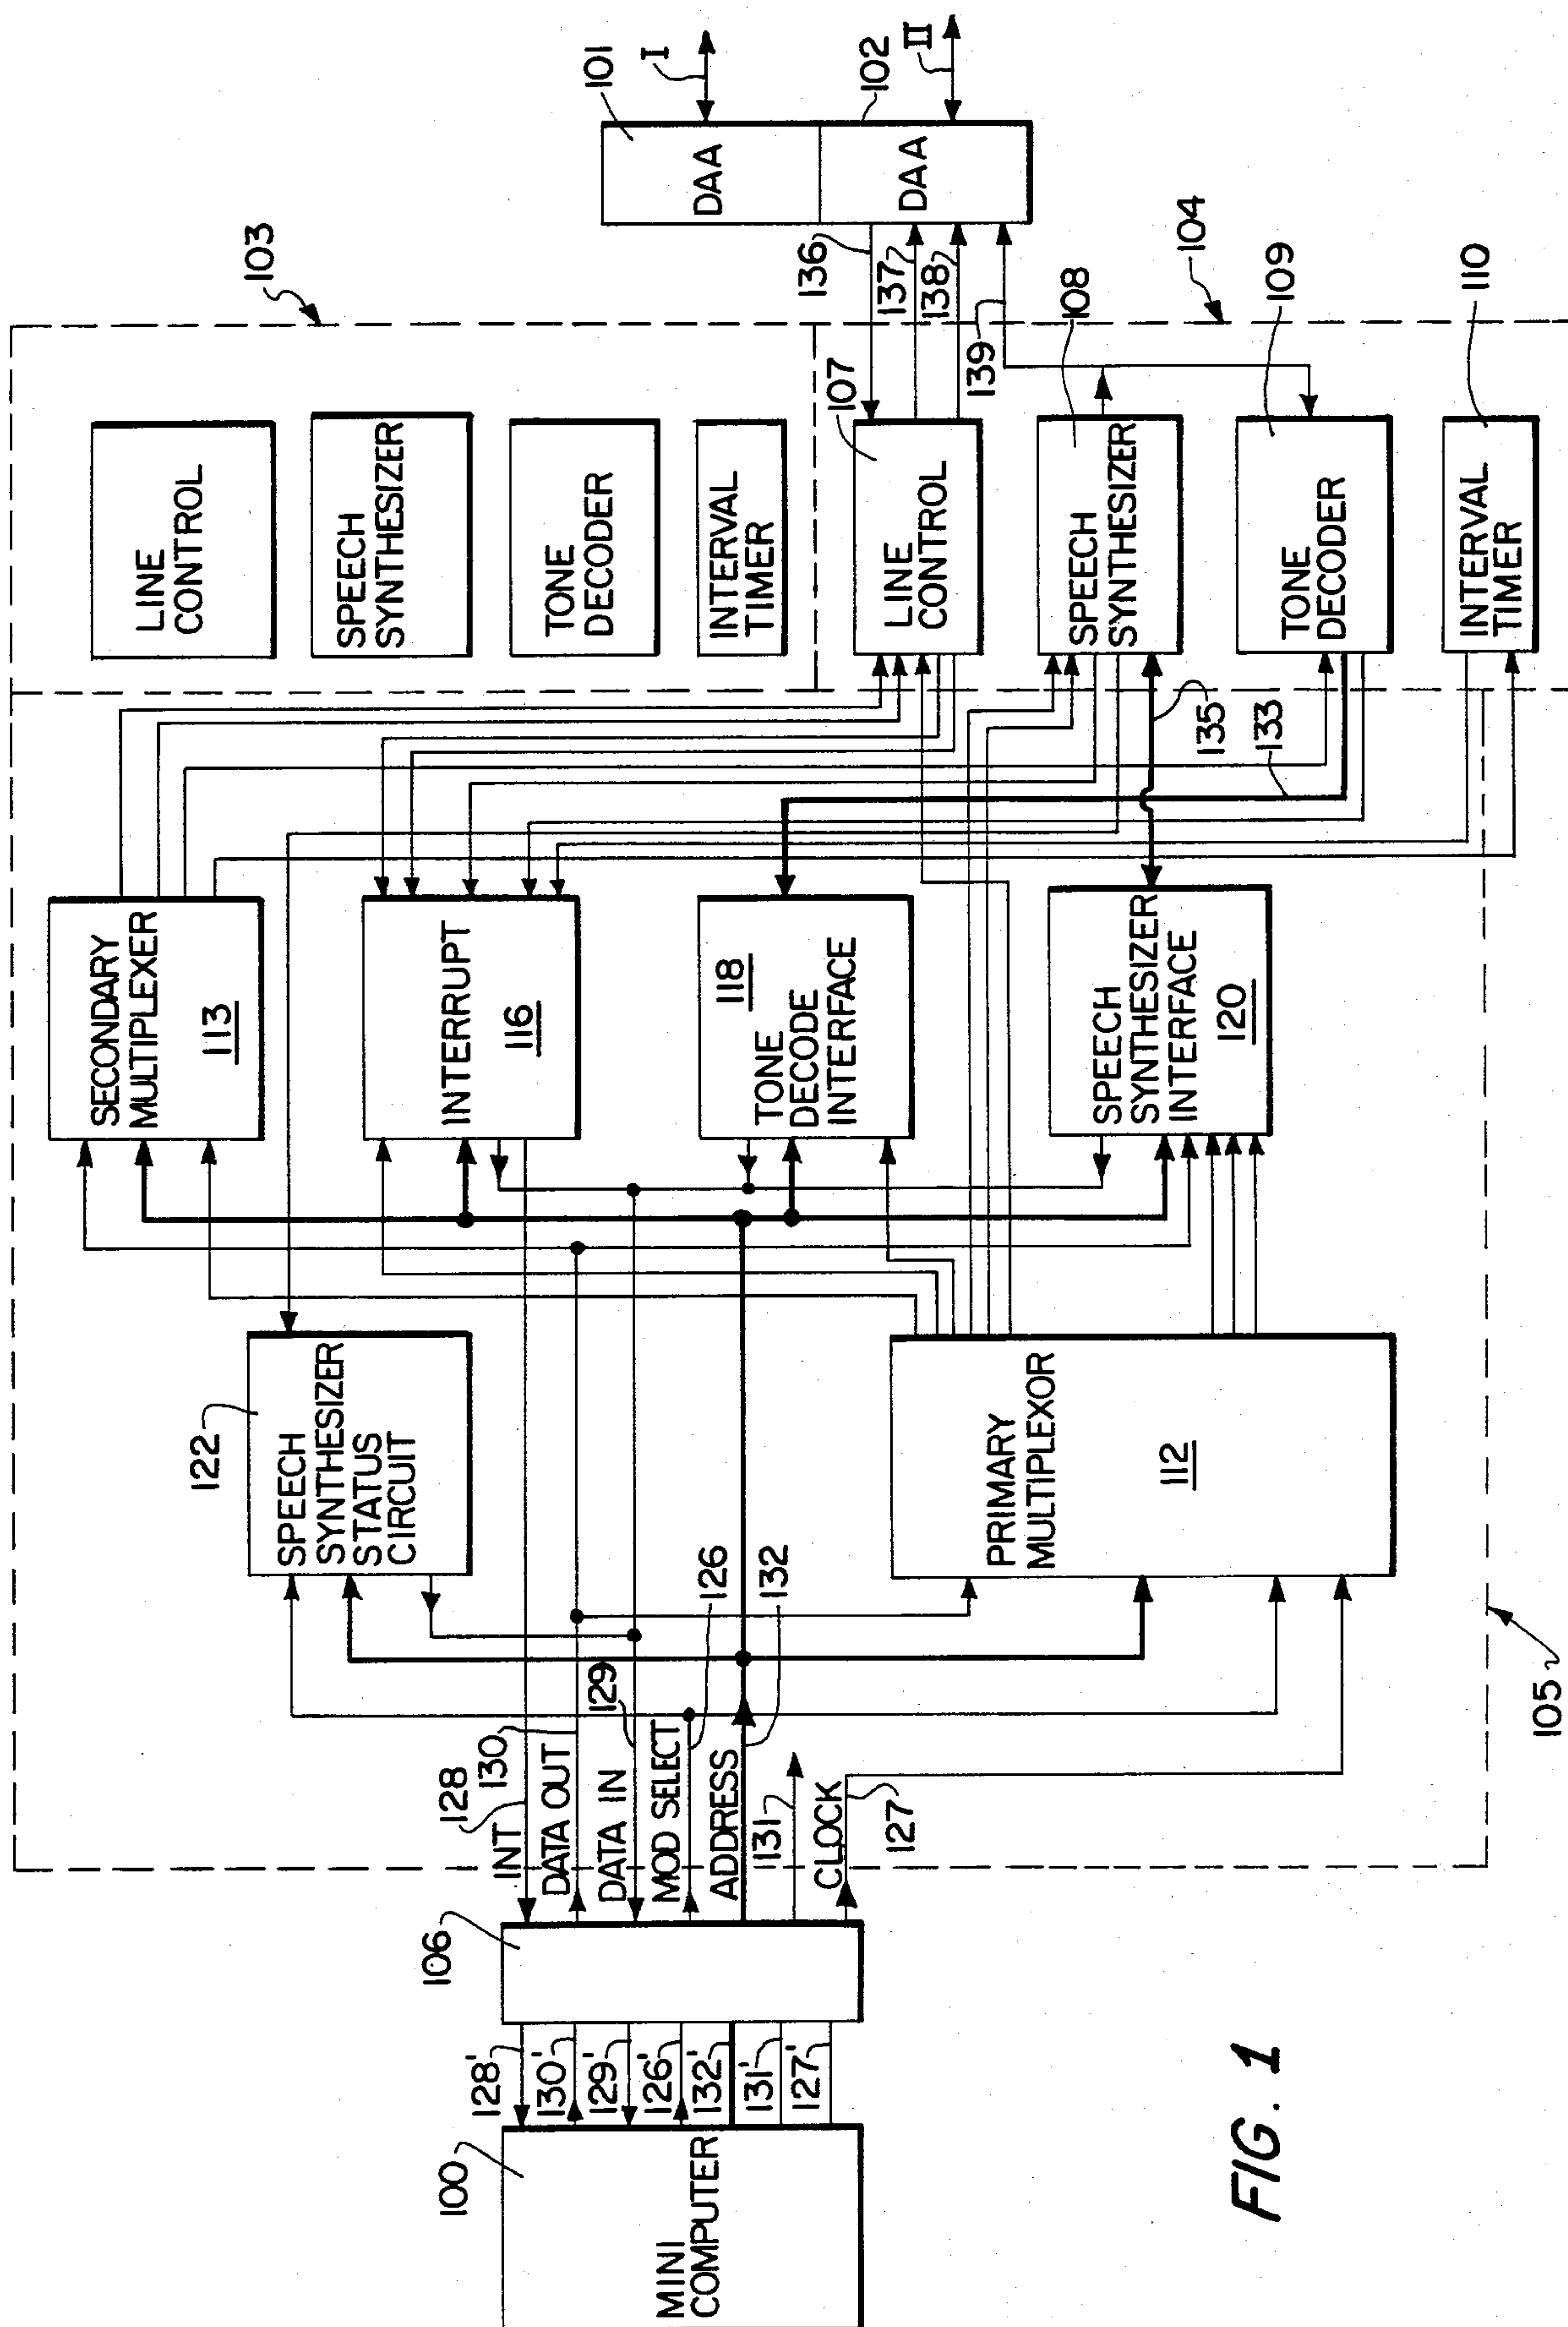 101
I
DAA
102
II
DAA
103
136
137
138
139
104
LINE
CONTROL
SPEECH
SYNTHESIZER
TONE
DECODER
INTERVAL
TIMER
107
LINE
CONTROL
108
SPEECH
SYNTHESIZER
109
TONE
DECODER
110
INTERVAL
TIMER
135
133
SECONDARY
MULTIPLEXER
113
INTERRUPT
116
118
TONE
DECODE
INTERFACE
SPEECH
SYNTHESIZER
INTERFACE
120
122
SPEECH
SYNTHESIZER
STATUS
CIRCUIT
PRIMARY
MULTIPLEXOR
112
105
128
INT
130
DATA OUT
129
DATA IN
MOD SELECT
126
ADDRESS
132
131
CLOCK
127
106
128'
130'
129'
126'
132'
131'
127'
100
MINI
COMPUTER
FIG. 1